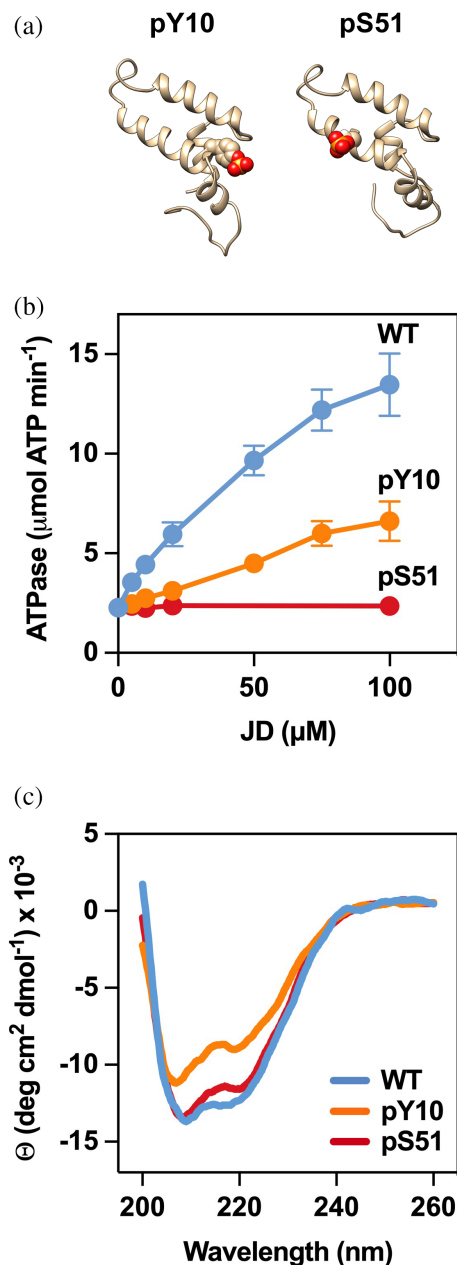 (a)
pY10 pS51
(b)
ATPase (μmol ATP min⁻¹)
15
10
5
0
WT
pY10
pS51
0 50 100
JD (μM)
(c)
Θ (deg cm² dmol⁻¹) x 10⁻³
5
0
-5
-10
-15
WT
pY10
pS51
200 220 240 260
Wavelength (nm)